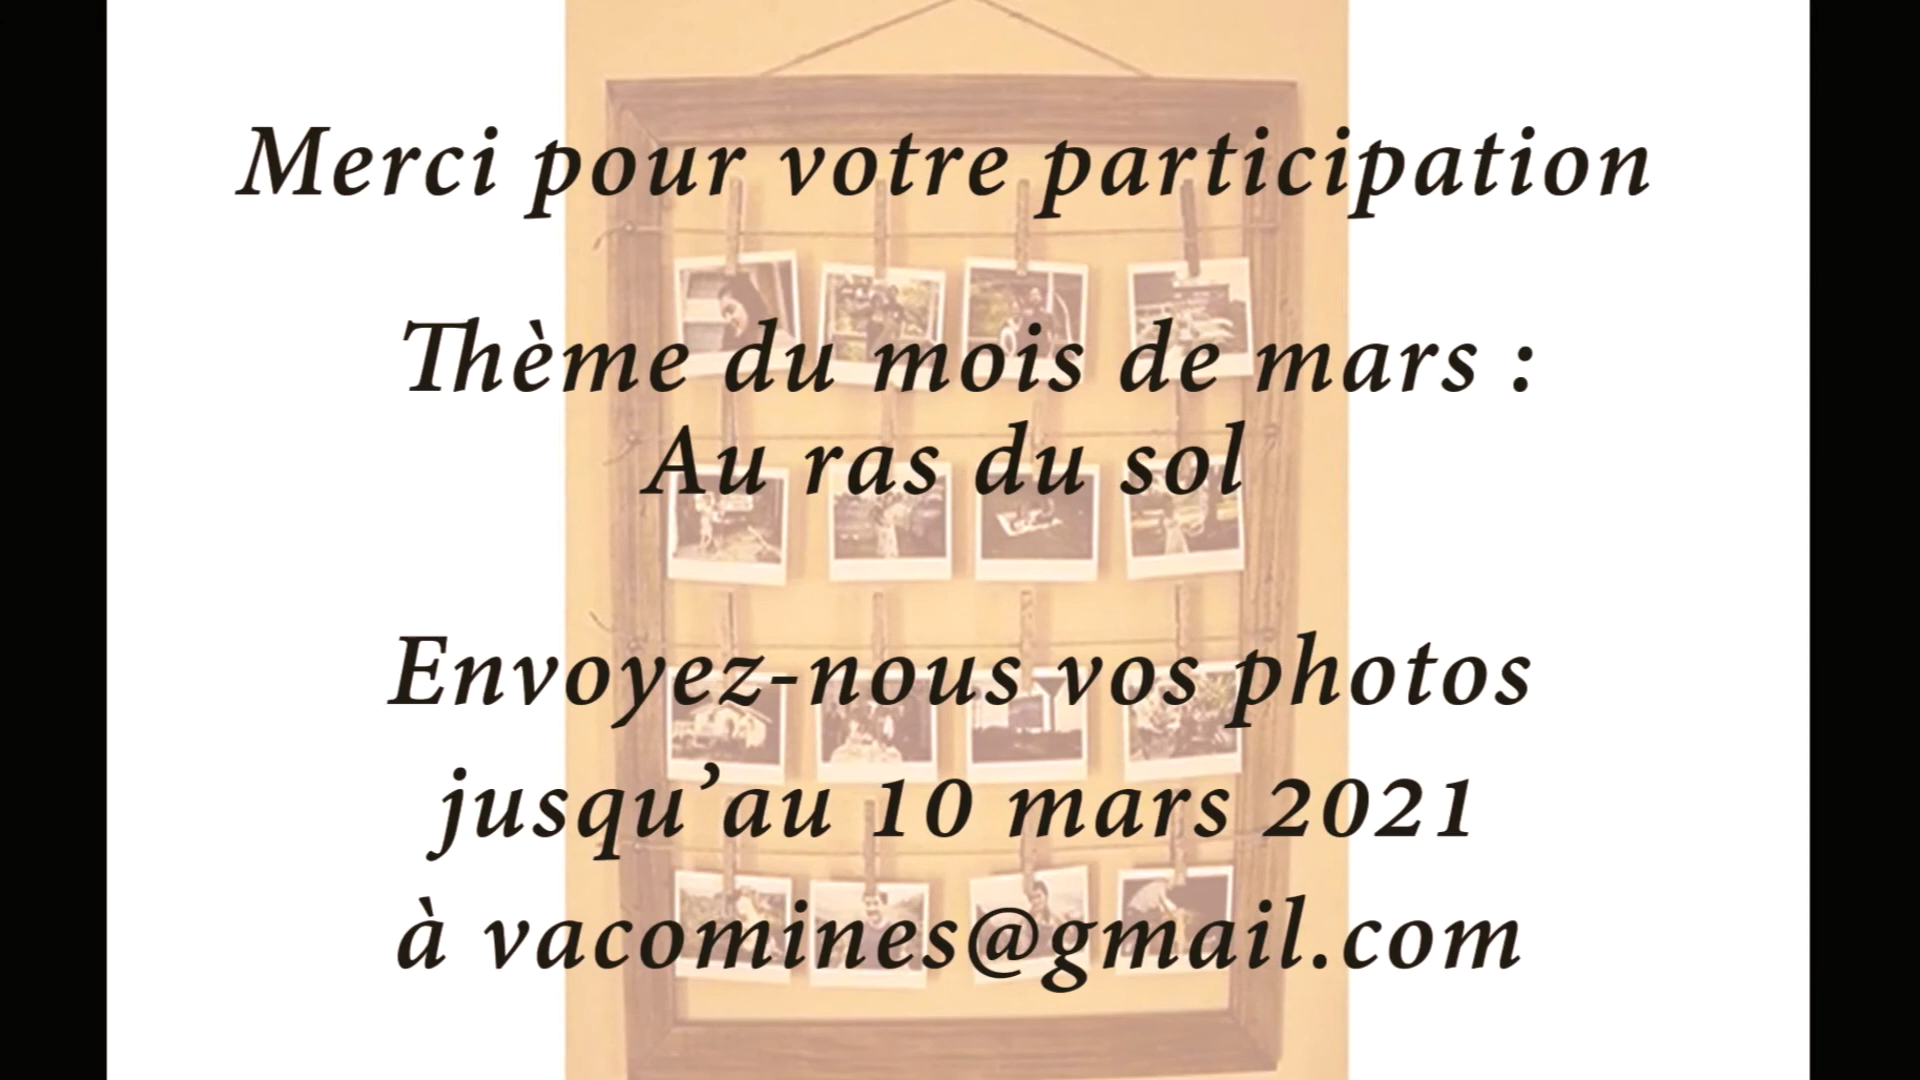 Merci pour votre participation
Thème du mois de mars :
Au ras du sol
Envoyez-nous vos photos
jusqu’au 10 mars 2021
à vacomines@gmail.com